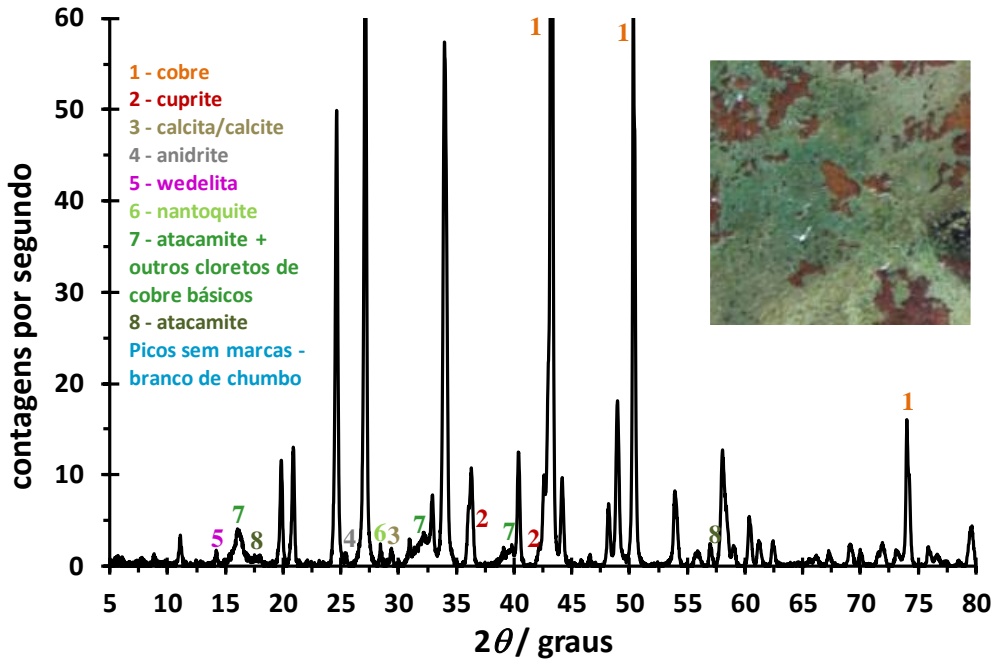 60
50
40
30
20
10
0
contagens por segundo
1 - cobre
2 - cuprite
3 - calcita/calcite
4 - anidrite
5 - wedelita
6 - nantoquite
7 - atacamite +
outros cloretos de
cobre básicos
8 - atacamite
Picos sem marcas -
branco de chumbo
1 1
1
5 7 8 4 6 3 7 2 7 2 8
5 10 15 20 25 30 35 40 45 50 55 60 65 70 75 80
2θ / graus